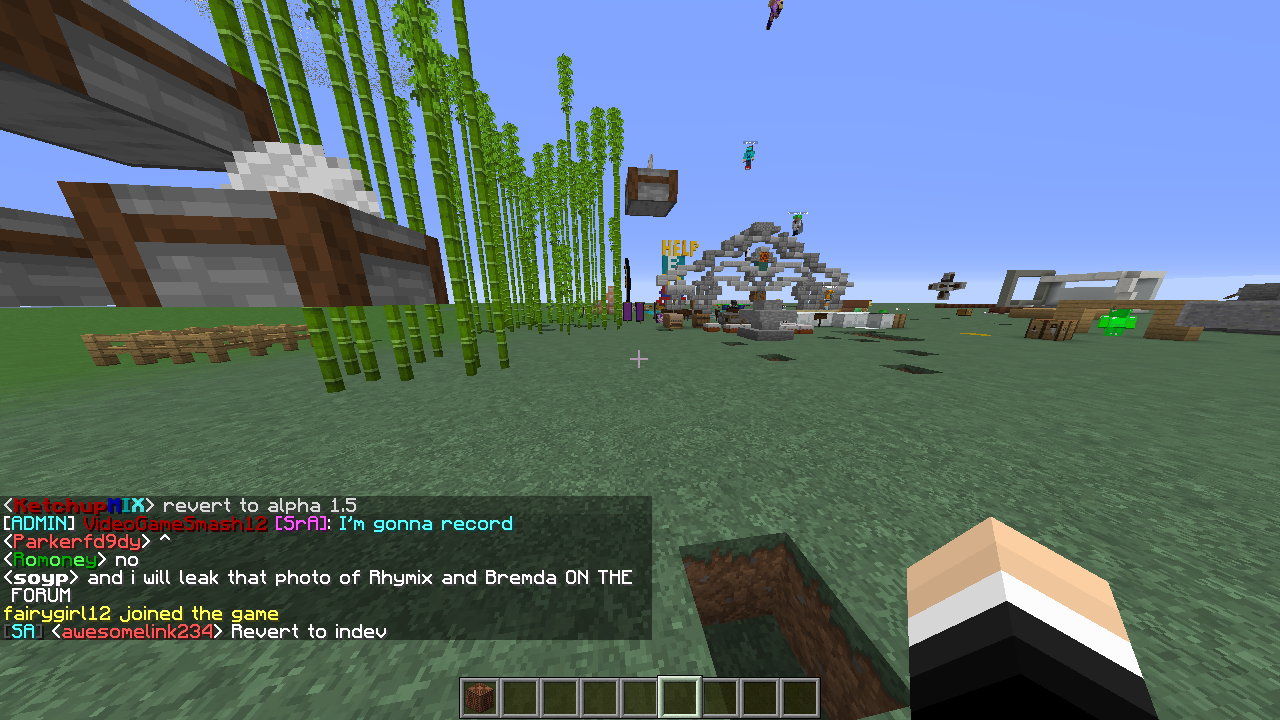 HELP
<KetchupMIX> revert to alpha 1.5
[ADMIN] VideoGameSmash12 [SrA]: I'm gonna record
<Parkerfd9dy> ^
<Romoney> no
<soyp> and i will leak that photo of Rhymix and Bremda ON THE
FORUM
fairygirl12 joined the game
[SA] <awesomelink234> Revert to indev